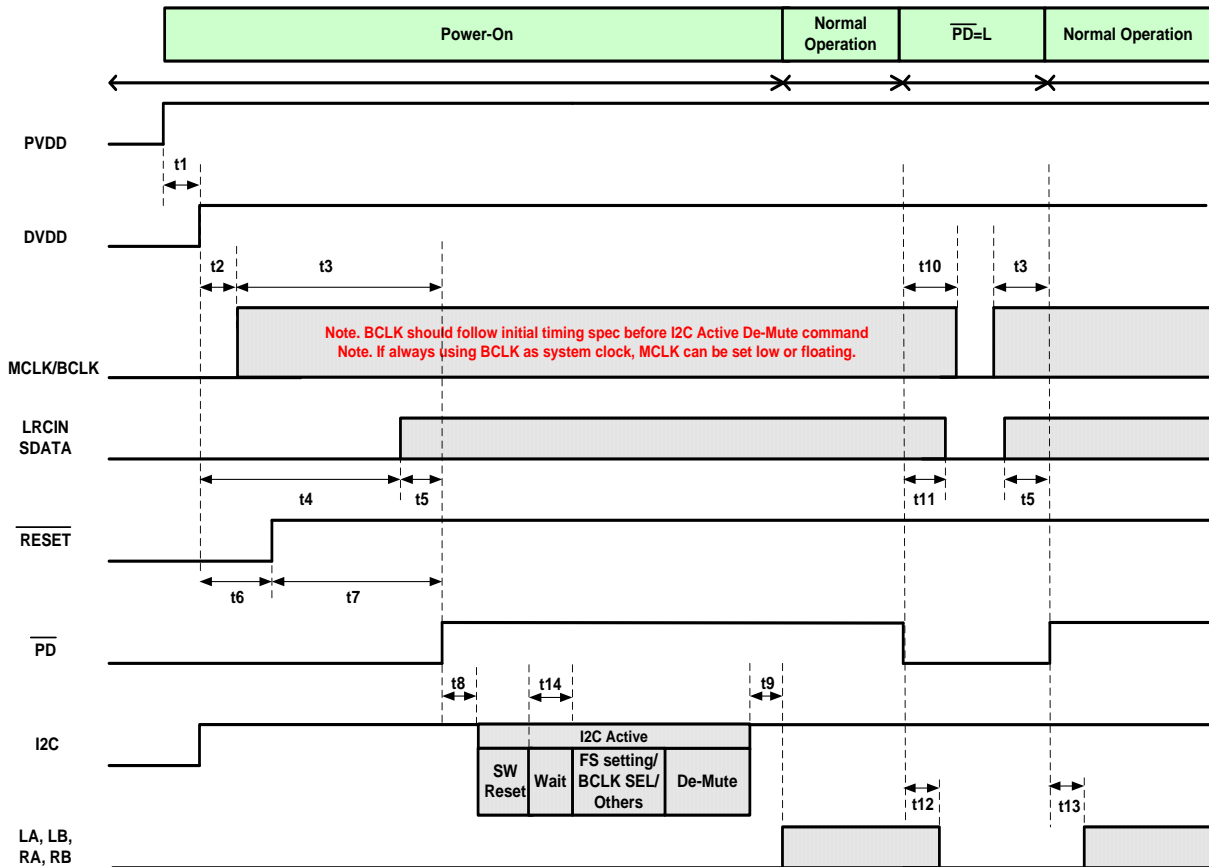 Power-On
Normal
Operation
PD=L
Normal Operation
PVDD
t1
DVDD
t2
t3
t10
t3
Note. BCLK should follow initial timing spec before I2C Active De-Mute command
Note. If always using BCLK as system clock, MCLK can be set low or floating.
MCLK/BCLK
LRCIN
SDATA
t4
t5
t11
t5
RESET
t6
t7
PD
t8
t14
t9
I2C
I2C Active
SW
Reset
Wait
FS setting/
BCLK SEL/
Others
De-Mute
t12
t13
LA, LB,
RA, RB